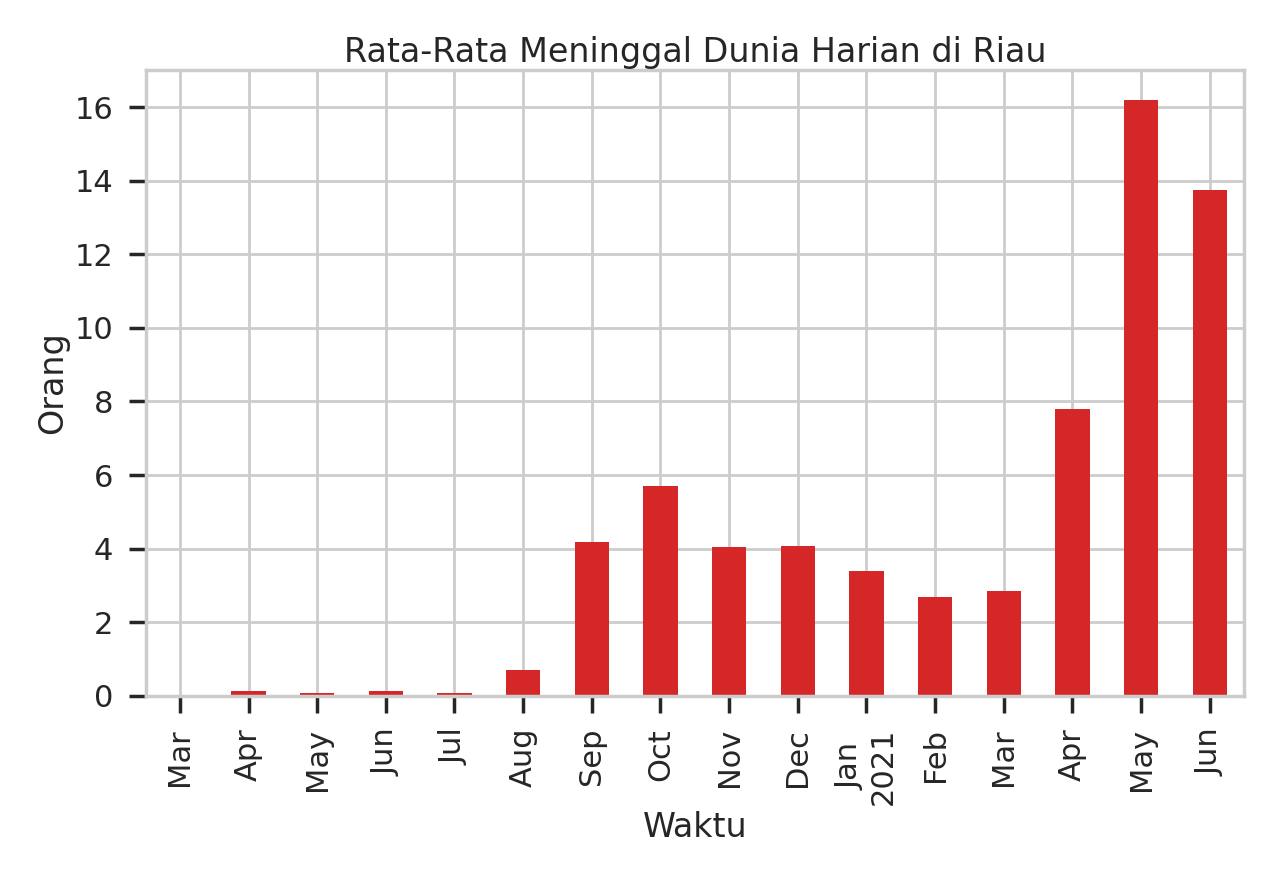 Rata-Rata Meninggal Dunia Harian di Riau
16
14
12
10
8
6
4
2
0
Orang
Mar
Apr
May
Jun
Jul
Aug
Sep
Oct
Nov
Dec
Jan
2021
Feb
Mar
Apr
May
Jun
Waktu